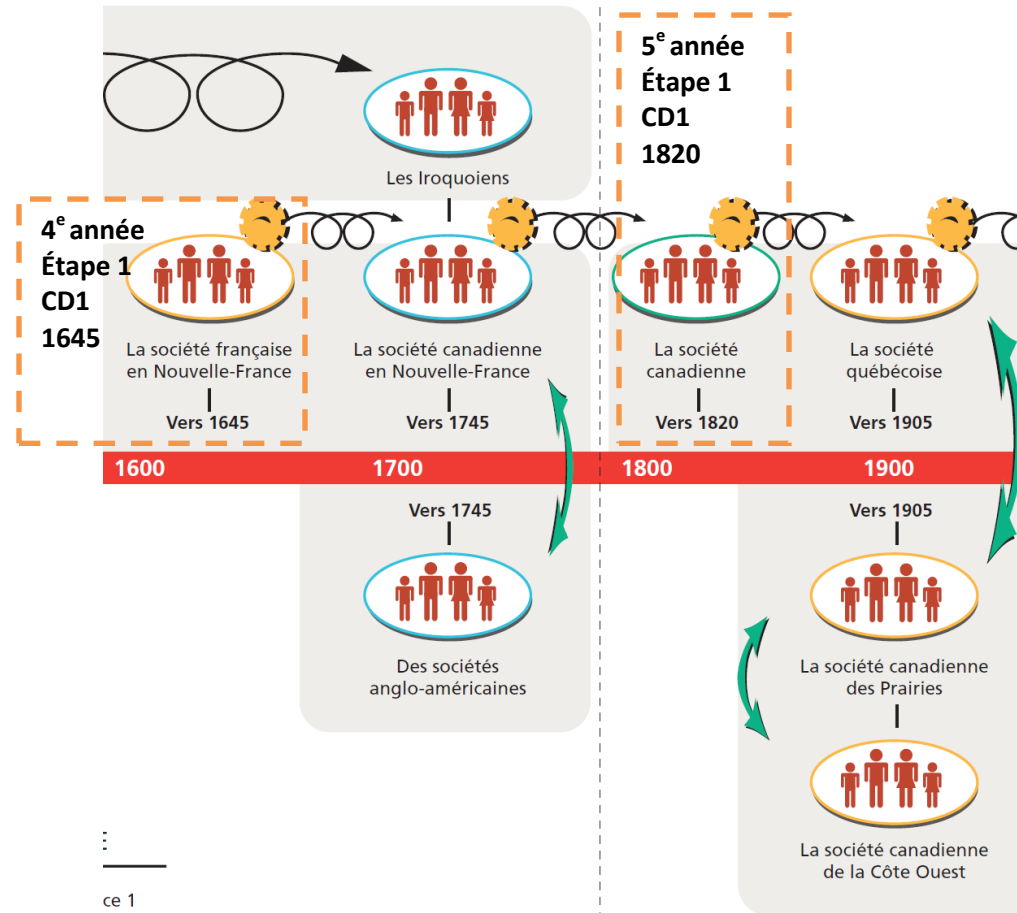 Les Iroquoiens
4e année
Étape 1
CD1
1645
5e année
Étape 1
CD1
1820
La société française
en Nouvelle-France
Vers 1645
La société canadienne
en Nouvelle-France
Vers 1745
La société
canadienne
Vers 1820
La société
québécoise
Vers 1905
1600
1700
1800
1900
Vers 1745
Des sociétés
anglo-américaines
Vers 1905
La société canadienne
des Prairies
La société canadienne
de la Côte Ouest
ce 1